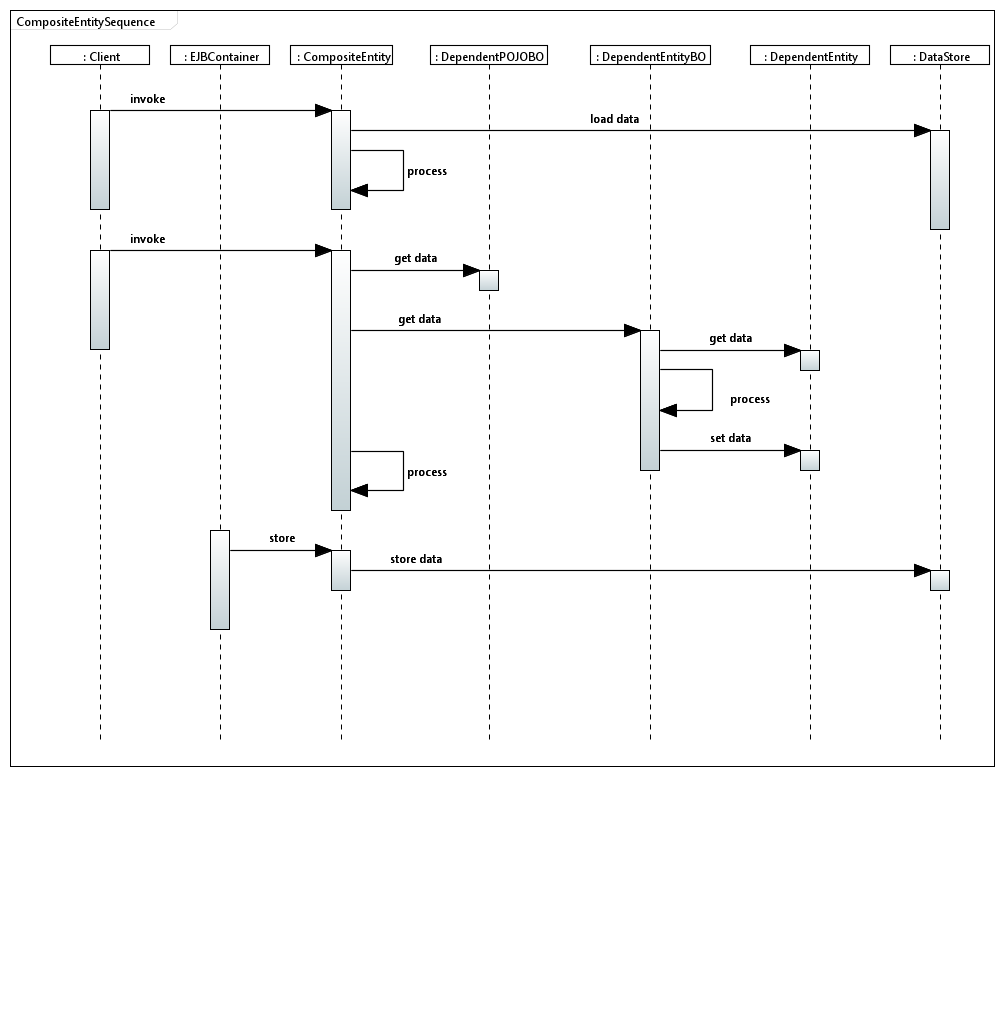 CompositeEntitySequence
: Client
: EJBContainer
: CompositeEntity
: DependentPOJOBO
: DependentEntityBO
: DependentEntity
: DataStore
invoke
load data
process
invoke
get data
get data
get data
process
set data
process
store
store data